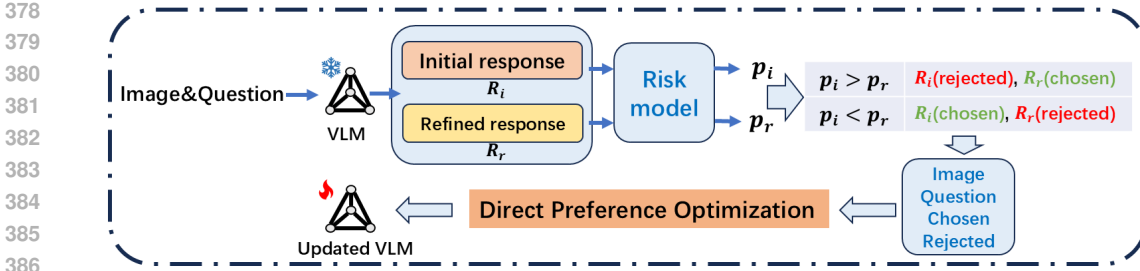 378
379
380
381
382
383
384
385
386
Image&Question
VLM
Initial response
R_i
Refined response
R_r
Risk
model
p_i
p_r
p_i > p_r R_i(rejected), R_r(chosen)
p_i < p_r R_i(chosen), R_r(rejected)
Image
Question
Chosen
Rejected
Direct Preference Optimization
Updated VLM